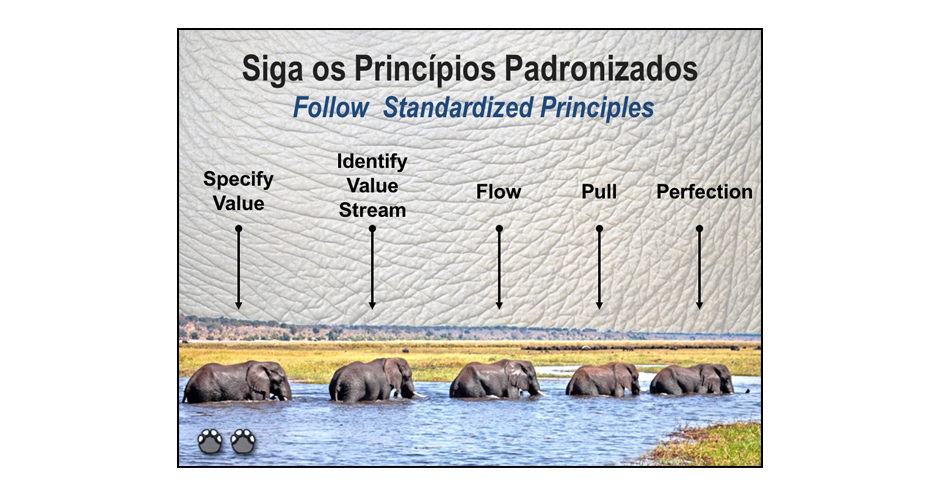 Siga os Princípios Padronizados
Follow Standardized Principles
Specify
Value
Identify
Value
Stream
Flow
Pull
Perfection